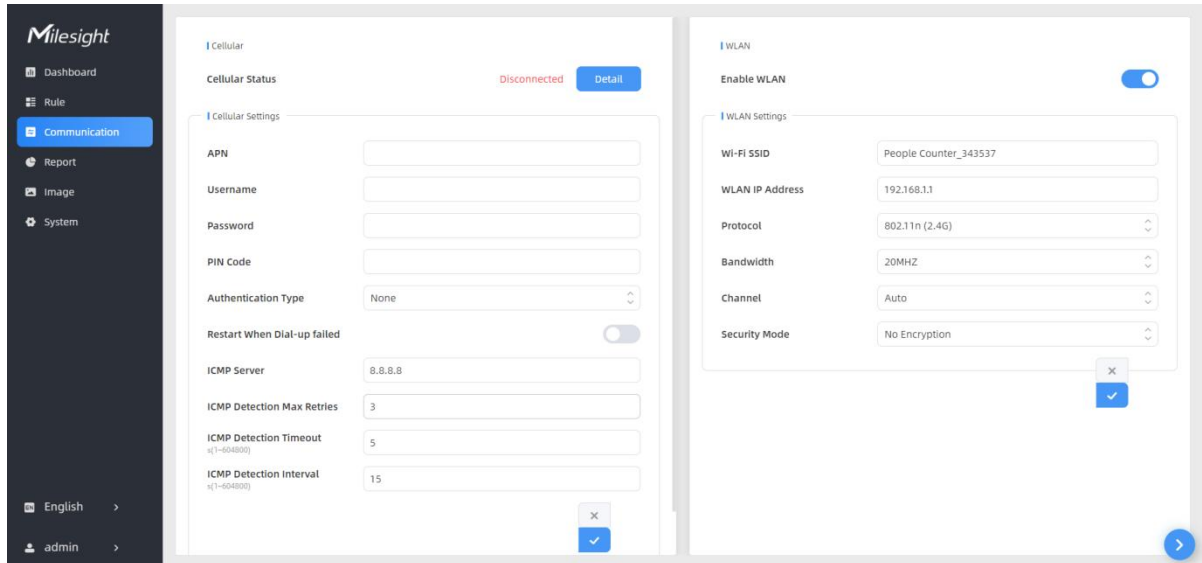 Milesight
Dashboard
Rule
Communication
Report
Image
System
EN English
admin
Cellular
Cellular Status Disconnected Detail
Cellular Settings
APN
Username
Password
PIN Code
Authentication Type None
Restart When Dial-up failed
ICMP Server 8.8.8.8
ICMP Detection Max Retries 3
ICMP Detection Timeout 5
s(1~604800)
ICMP Detection Interval 15
s(1~604800)
WLAN
Enable WLAN
WLAN Settings
Wi-Fi SSID People Counter_343537
WLAN IP Address 192.168.1.1
Protocol 802.11n (2.4G)
Bandwidth 20MHZ
Channel Auto
Security Mode No Encryption